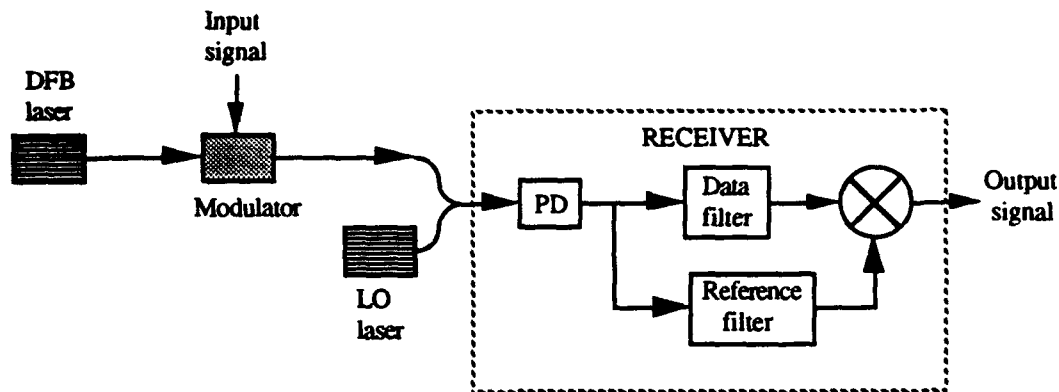 Input
signal
DFB
laser
Modulator
LO
laser
RECEIVER
PD
Data
filter
Reference
filter
Output
signal